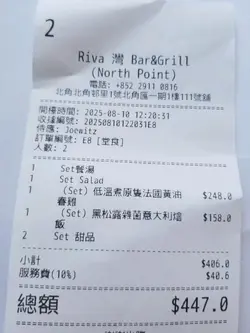 2
Riva 灣 Bar&Grill
(North Point)
電話: +852 2911 0816
北角北角邨里1號北角匯一期1樓111號舖
開檯時間: 2025-08-10 12:20:31
收據編號: 20250810122031E8
侍應: Joewitz
訂單編號: E8 [堂食]
人數: 2
1 Set餐湯
1 Set Salad
1 (Set) 低溫煮原隻法國黃油 $248.0
春雞
1 (Set) 黑松露雜菌意大利燴 $158.0
飯
2 Set 甜品
小計 $406.0
服務費(10%) $40.6
總額 $447.0